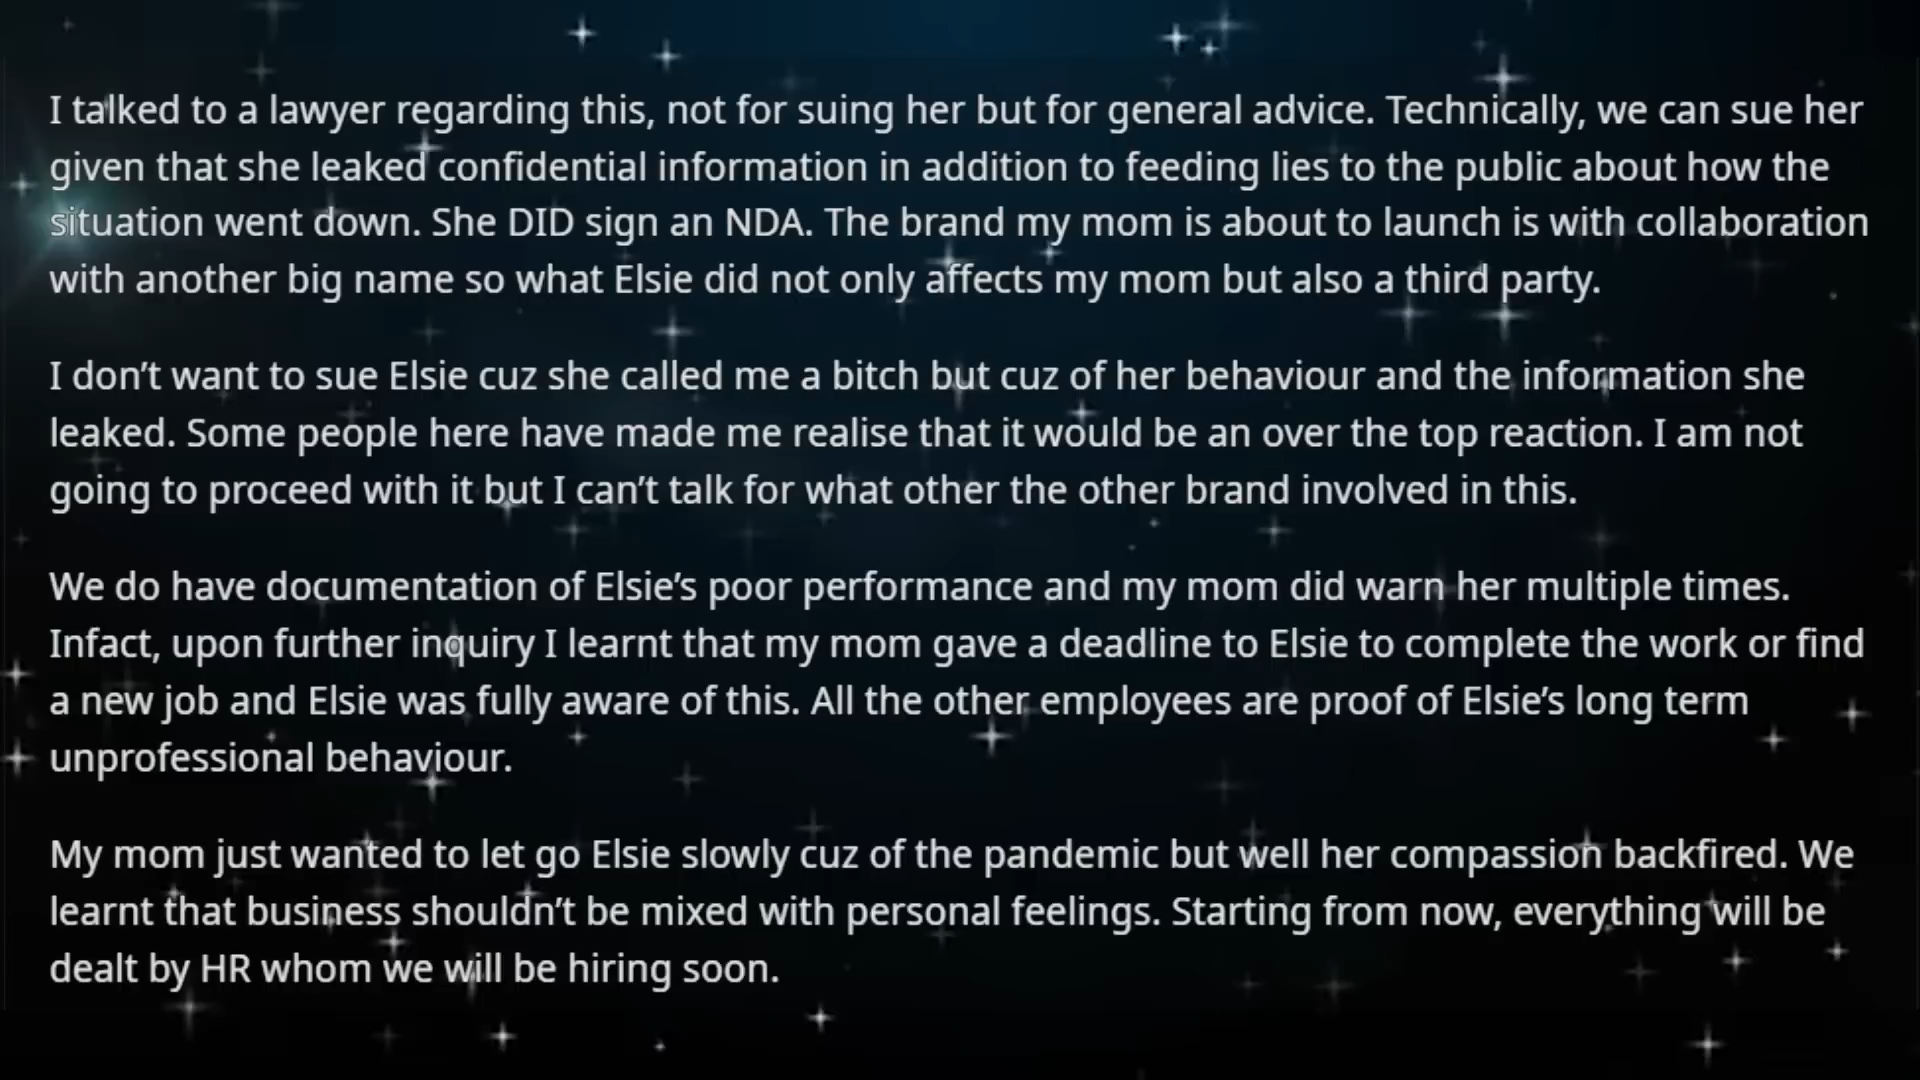 I talked to a lawyer regarding this, not for suing her but for general advice. Technically, we can sue her
given that she leaked confidential information in addition to feeding lies to the public about how the
situation went down. She DID sign an NDA. The brand my mom is about to launch is with collaboration
with another big name so what Elsie did not only affects my mom but also a third party.
I don’t want to sue Elsie cuz she called me a bitch but cuz of her behaviour and the information she
leaked. Some people here have made me realise that it would be an over the top reaction. I am not
going to proceed with it but I can’t talk for what other the other brand involved in this.
We do have documentation of Elsie’s poor performance and my mom did warn her multiple times.
Infact, upon further inquiry I learnt that my mom gave a deadline to Elsie to complete the work or find
a new job and Elsie was fully aware of this. All the other employees are proof of Elsie’s long term
unprofessional behaviour.
My mom just wanted to let go Elsie slowly cuz of the pandemic but well her compassion backfired. We
learnt that business shouldn’t be mixed with personal feelings. Starting from now, everything will be
dealt by HR whom we will be hiring soon.